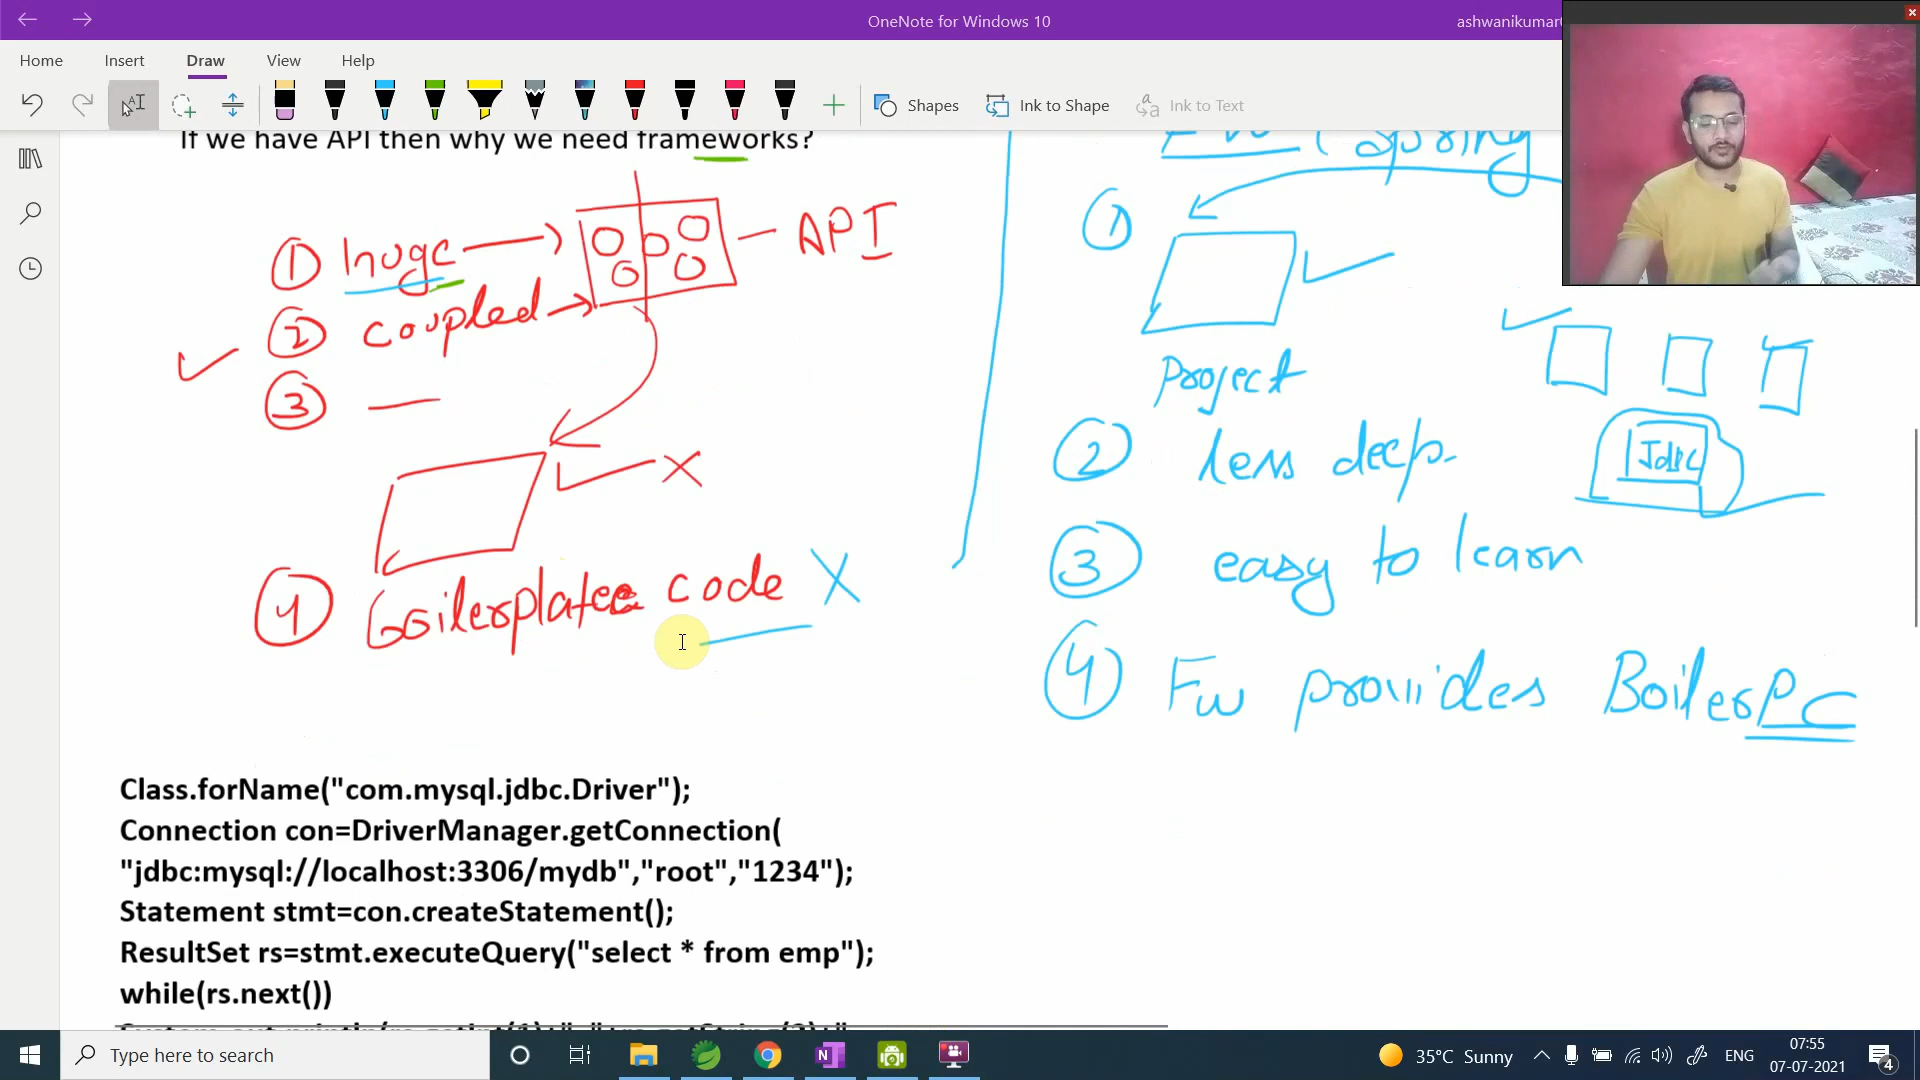 OneNote for Windows 10
ashwanikumar
Home
Insert
Draw
View
Help
Shapes
Ink to Shape
Ink to Text
If we have API then why we need frameworks?
① huge
API
② coupled
③
④ boilerplate code X
①
Project
Jdbc
② less deep.
③ easy to learn
④ Fw provides BoilerPC
Class.forName("com.mysql.jdbc.Driver");
Connection con=DriverManager.getConnection(
"jdbc:mysql://localhost:3306/mydb","root","1234");
Statement stmt=con.createStatement();
ResultSet rs=stmt.executeQuery("select * from emp");
while(rs.next())
Type here to search
35°C Sunny
ENG
07:55
07-07-2021
4